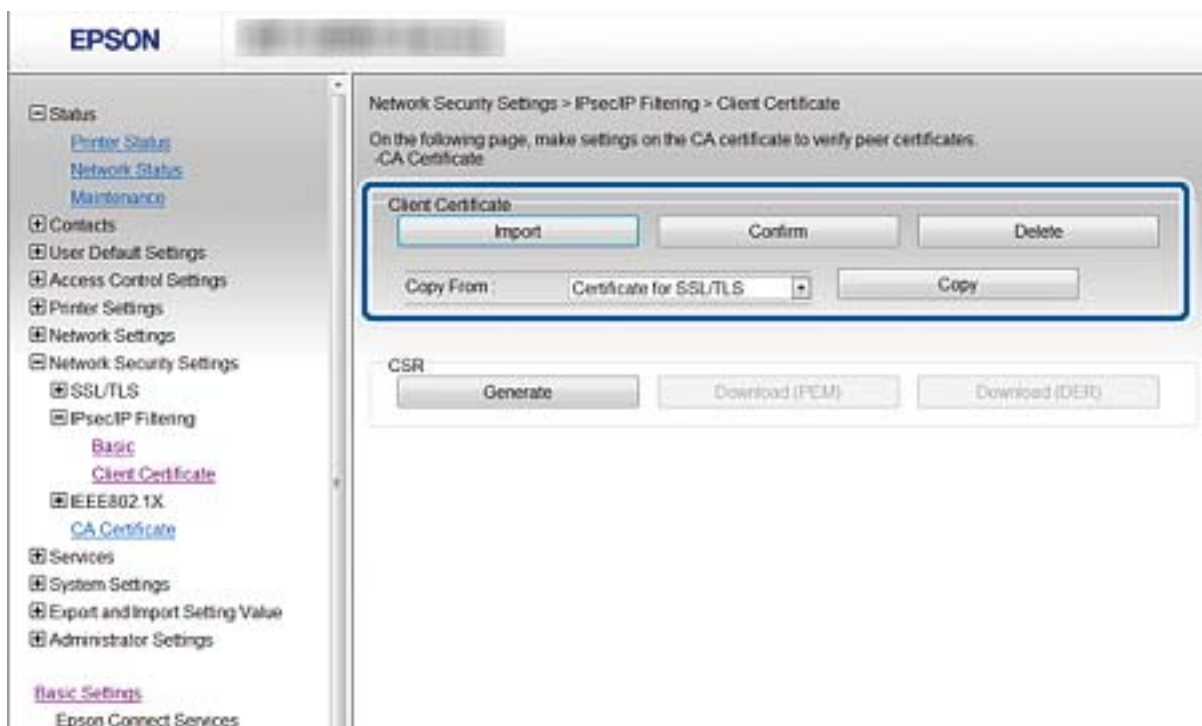 EPSON
Status
Printer Status
Network Status
Maintenance
Contacts
User Default Settings
Access Control Settings
Printer Settings
Network Settings
Network Security Settings
SSL/TLS
IPsec/IP Filtering
Basic
Client Certificate
IEEE802.1X
CA Certificate
Services
System Settings
Export and Import Setting Value
Administrator Settings
Basic Settings
Epson Connect Services
Network Security Settings > IPsec/IP Filtering > Client Certificate
On the following page, make settings on the CA certificate to verify peer certificates.
-CA Certificate
Client Certificate
Import Confirm Delete
Copy From : Certificate for SSL/TLS Copy
CSR
Generate Download (PEM) Download (DER)